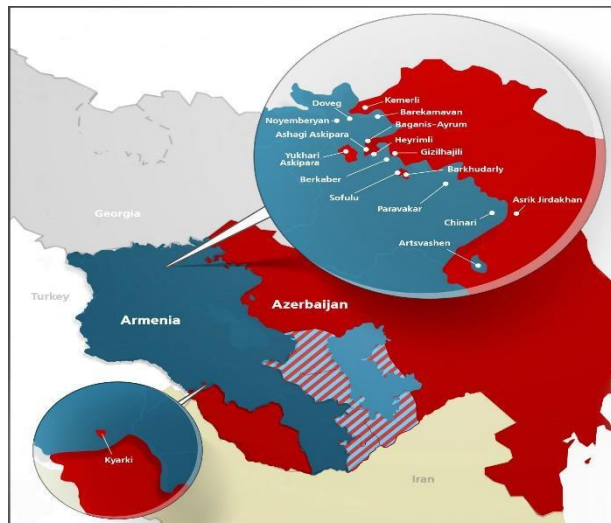 Kemerli
Doveg
Barekamavan
Noyemberyan
Baganis-Ayrum
Ashagi Askipara
Heyrimli
Yukhari
Askipara
Gizilhajili
Berkaber
Barkhudarly
Sofulu
Paravakar
Asrik Jirdakhan
Chinari
Artsvashen
Georgia
Turkey
Azerbaijan
Armenia
Kyarki
Iran